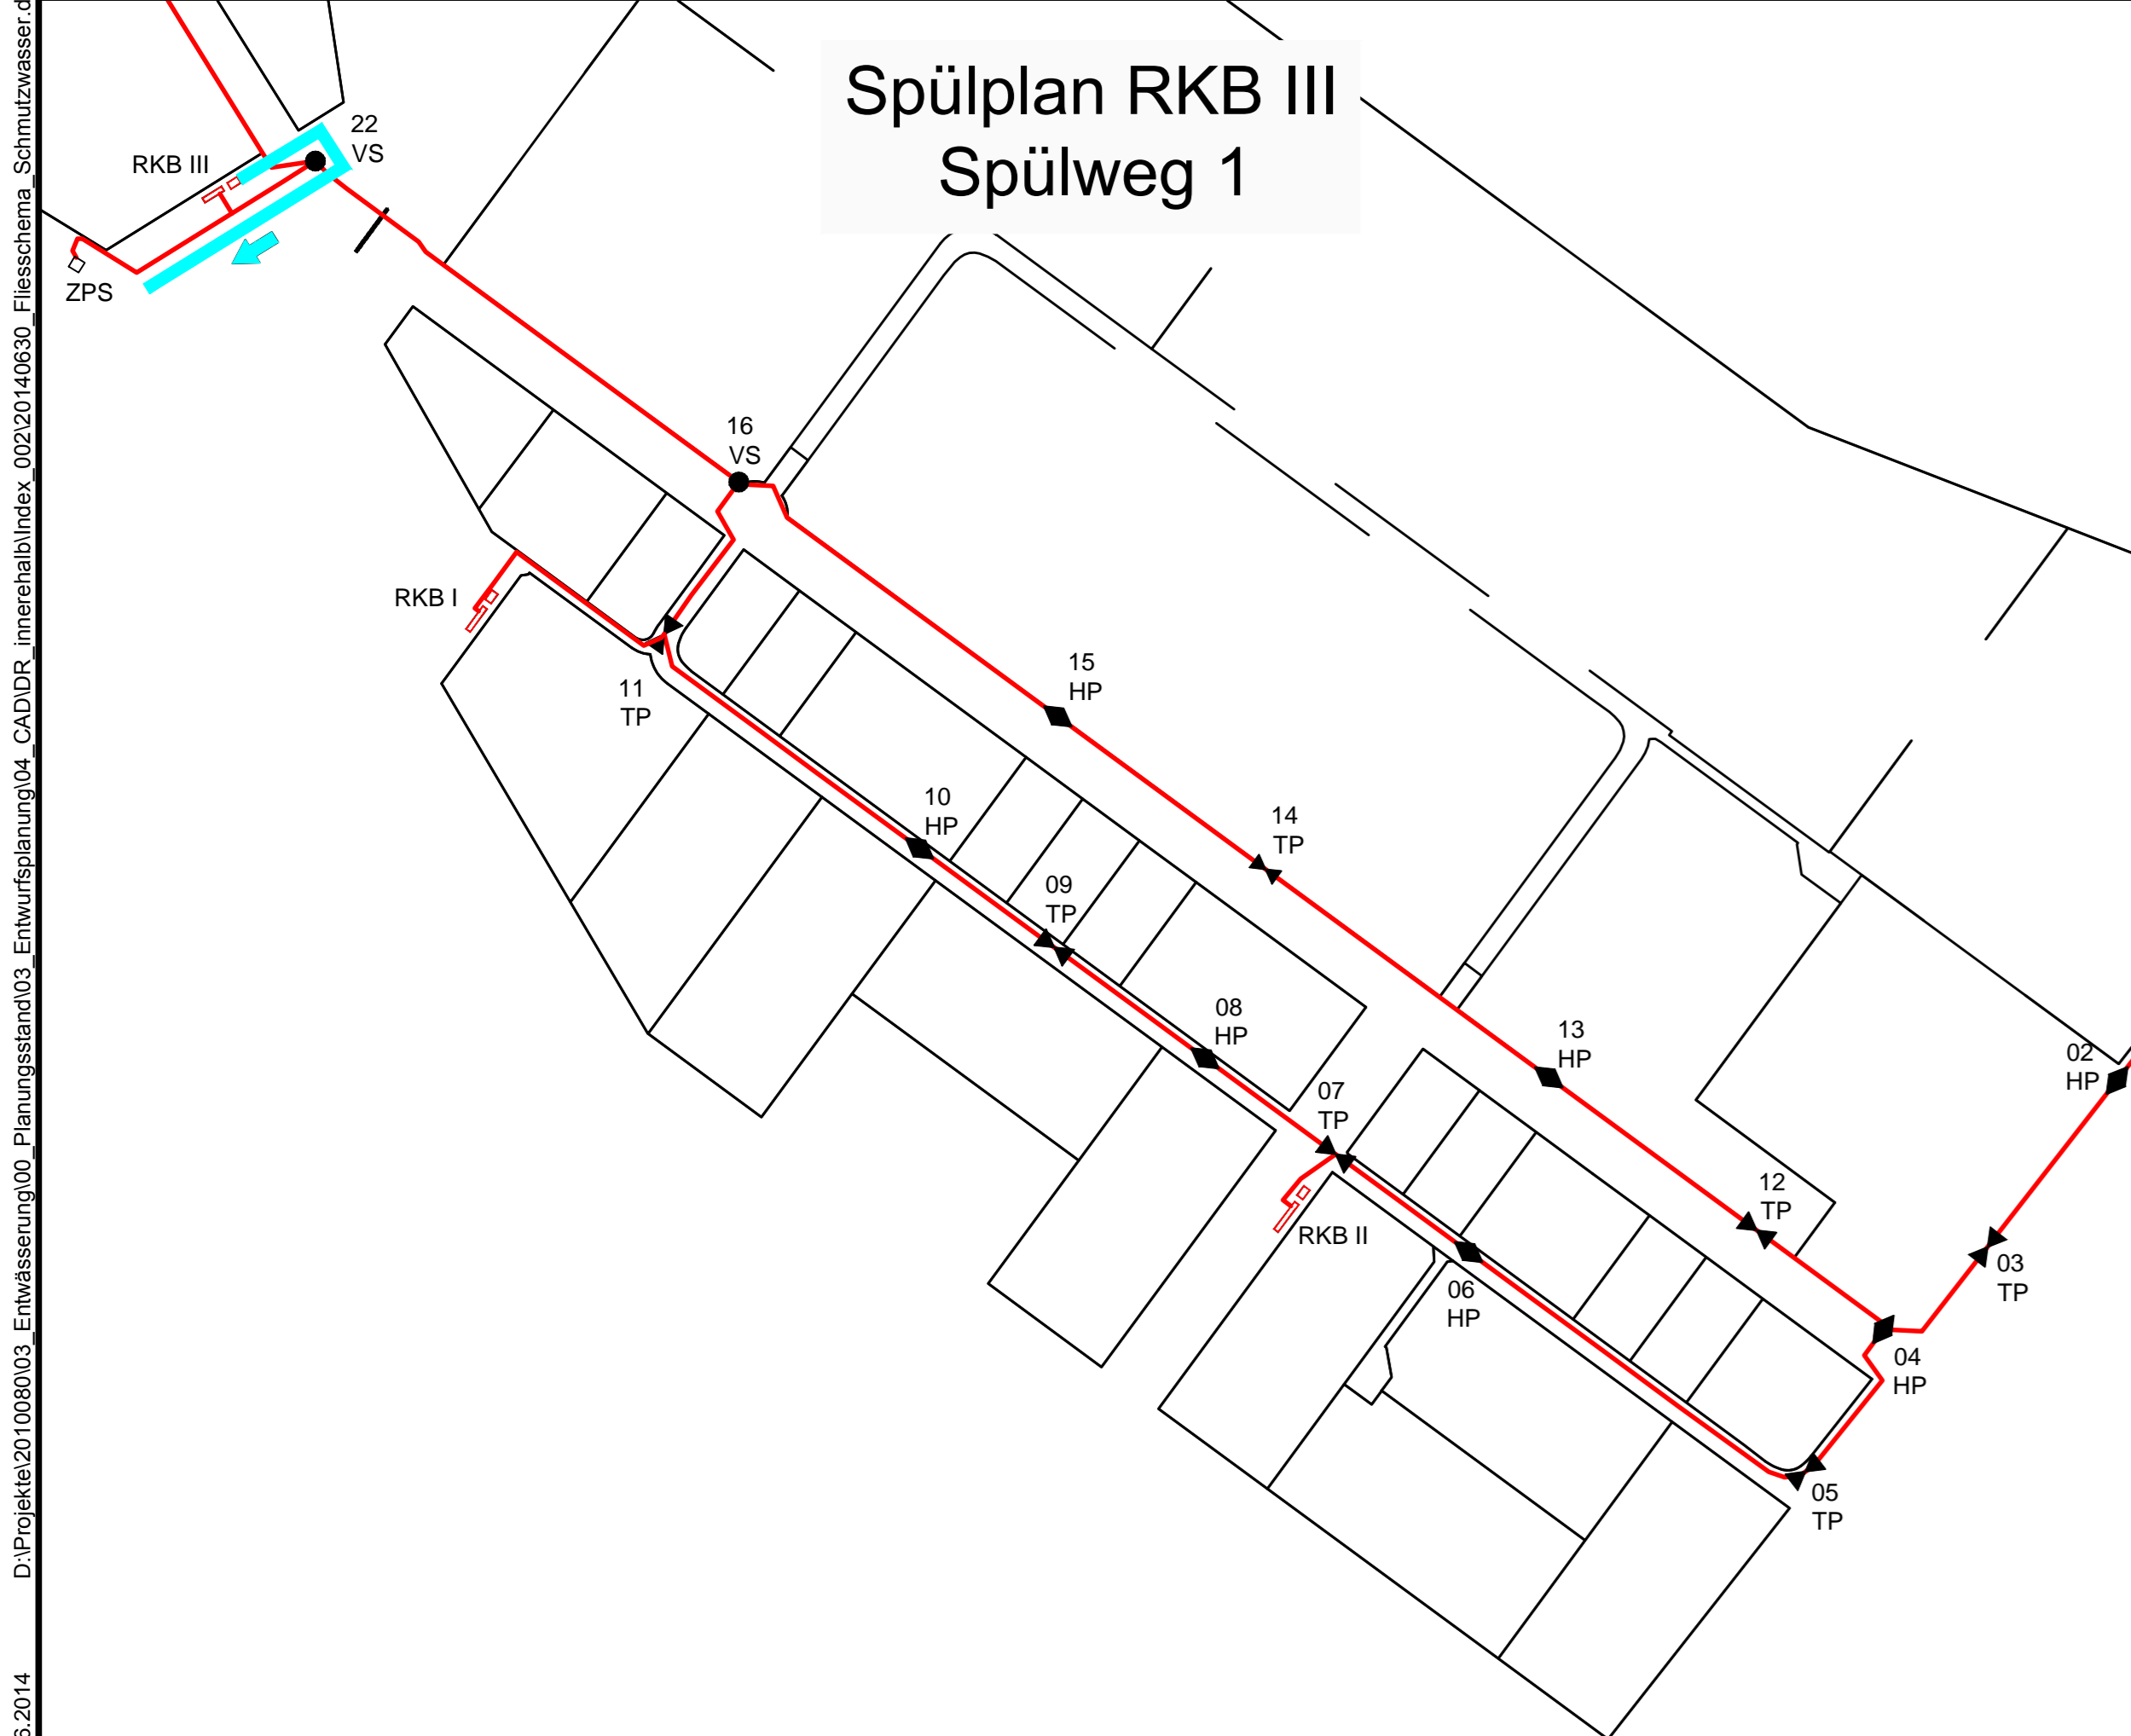 Spülplan RKB III
Spülweg 1
22
VS
RKB III
ZPS
16
VS
RKB I
11
TP
15
HP
10
HP
14
TP
09
TP
08
HP
13
HP
07
TP
02
HP
12
TP
RKB II
06
HP
03
TP
04
HP
05
TP
D:\Projekte\2010080\03_Entwässerung\00_Planungsstand\03_Entwurfsplanung\04_CAD\DR_innerehalb\Index_002\20140630_Fliesschema_Schmutzwasser.d
6.2014